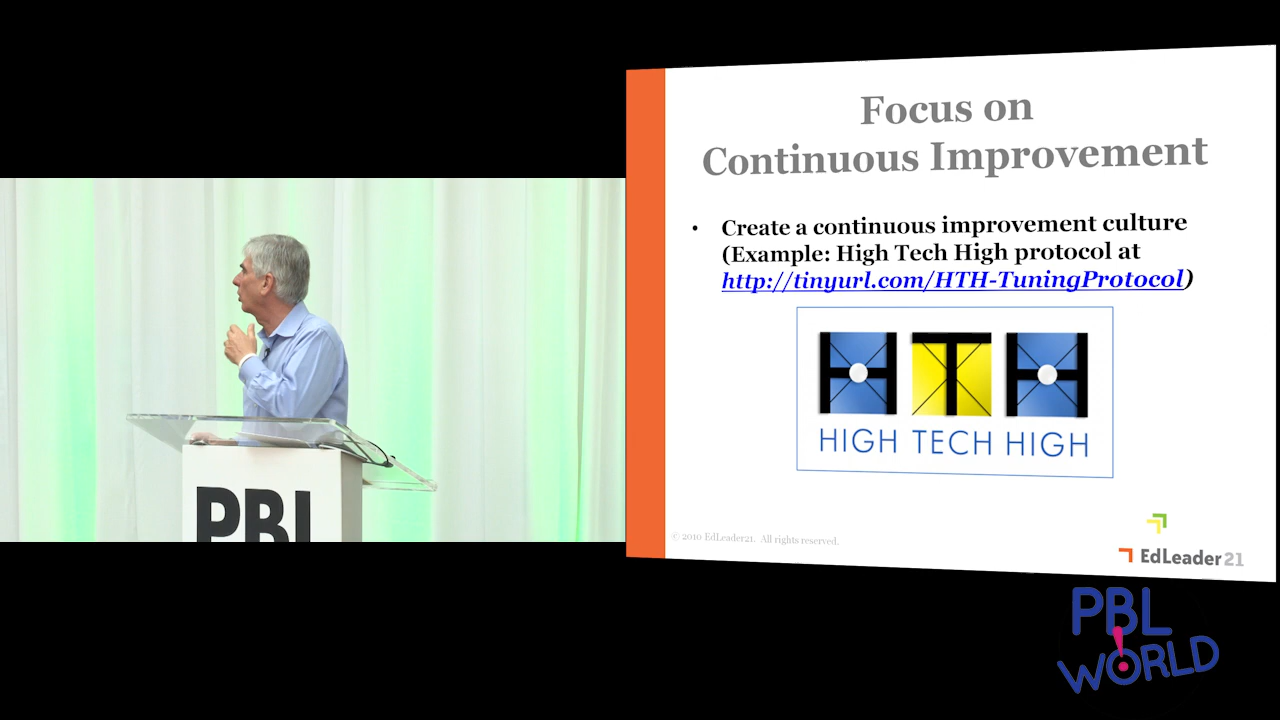 Focus on
Continuous Improvement
• Create a continuous improvement culture
(Example: High Tech High protocol at
http://tinyurl.com/HTH-TuningProtocol)
H T H
HIGH TECH HIGH
© 2010 EdLeader21. All rights reserved.
EdLeader21
PBL
PBL
WORLD